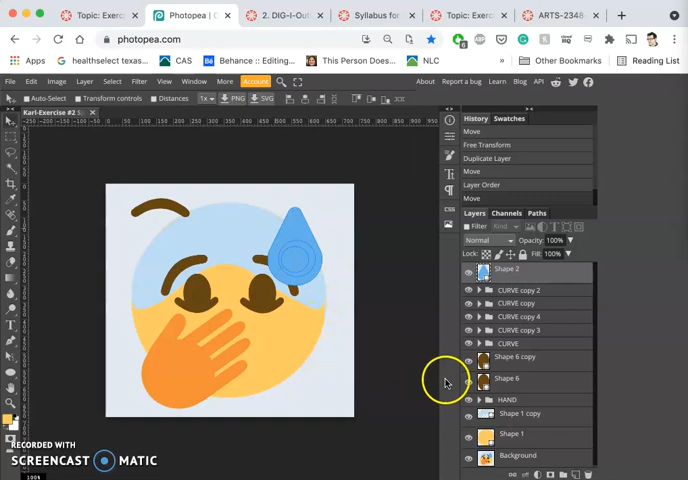 Topic: Exerc
Photopea
2. DIG-I-Out
Syllabus for
Topic: Exerc
ARTS-2348-
photopea.com
Apps
healthselect texas...
CAS
Behance :: Editing...
This Person Does...
NLC
Other Bookmarks
Reading List
File Edit Image Layer Select Filter View Window More Account
About Report a bug Learn Blog API
Auto-Select Transform controls Distances 1x PNG SVG
Karl-Exercise #2
History Swatches
Move
Free Transform
Duplicate Layer
Move
Layer Order
Move
Layers Channels Paths
Filter Kind
Normal Opacity: 100%
Lock: Fill: 100%
Shape 2
CURVE copy 2
CURVE copy
CURVE copy 4
CURVE copy 3
CURVE
Shape 6 copy
Shape 6
HAND
Shape 1 copy
Shape 1
Background
CSS
RECORDED WITH
SCREENCAST MATIC
100%